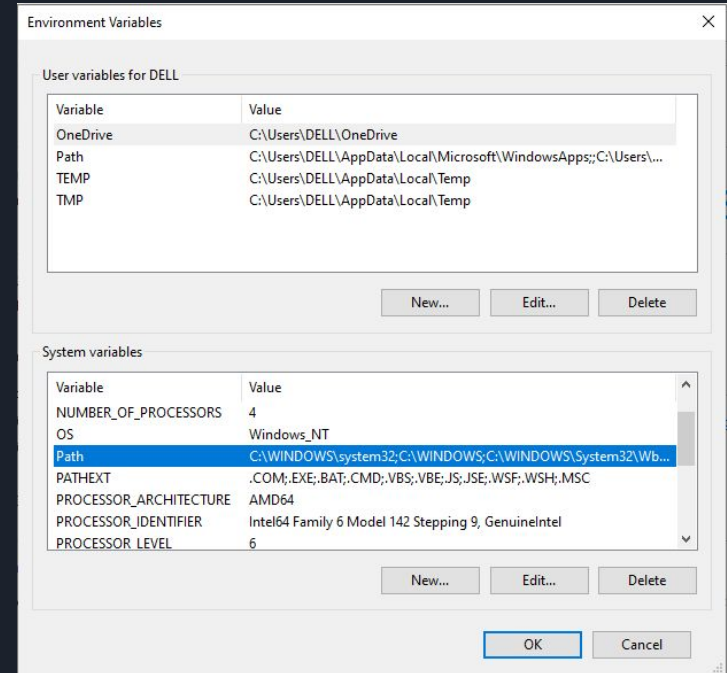 Environment Variables
User variables for DELL
Variable Value
OneDrive C:\Users\DELL\OneDrive
Path C:\Users\DELL\AppData\Local\Microsoft\WindowsApps;;C:\Users\...
TEMP C:\Users\DELL\AppData\Local\Temp
TMP C:\Users\DELL\AppData\Local\Temp
New... Edit... Delete
System variables
Variable Value
NUMBER_OF_PROCESSORS 4
OS Windows_NT
Path C:\WINDOWS\system32;C:\WINDOWS;C:\WINDOWS\System32\Wb...
PATHEXT .COM;.EXE;.BAT;.CMD;.VBS;.VBE;.JS;.JSE;.WSF;.WSH;.MSC
PROCESSOR_ARCHITECTURE AMD64
PROCESSOR_IDENTIFIER Intel64 Family 6 Model 142 Stepping 9, GenuineIntel
PROCESSOR_LEVEL 6
New... Edit... Delete
OK Cancel